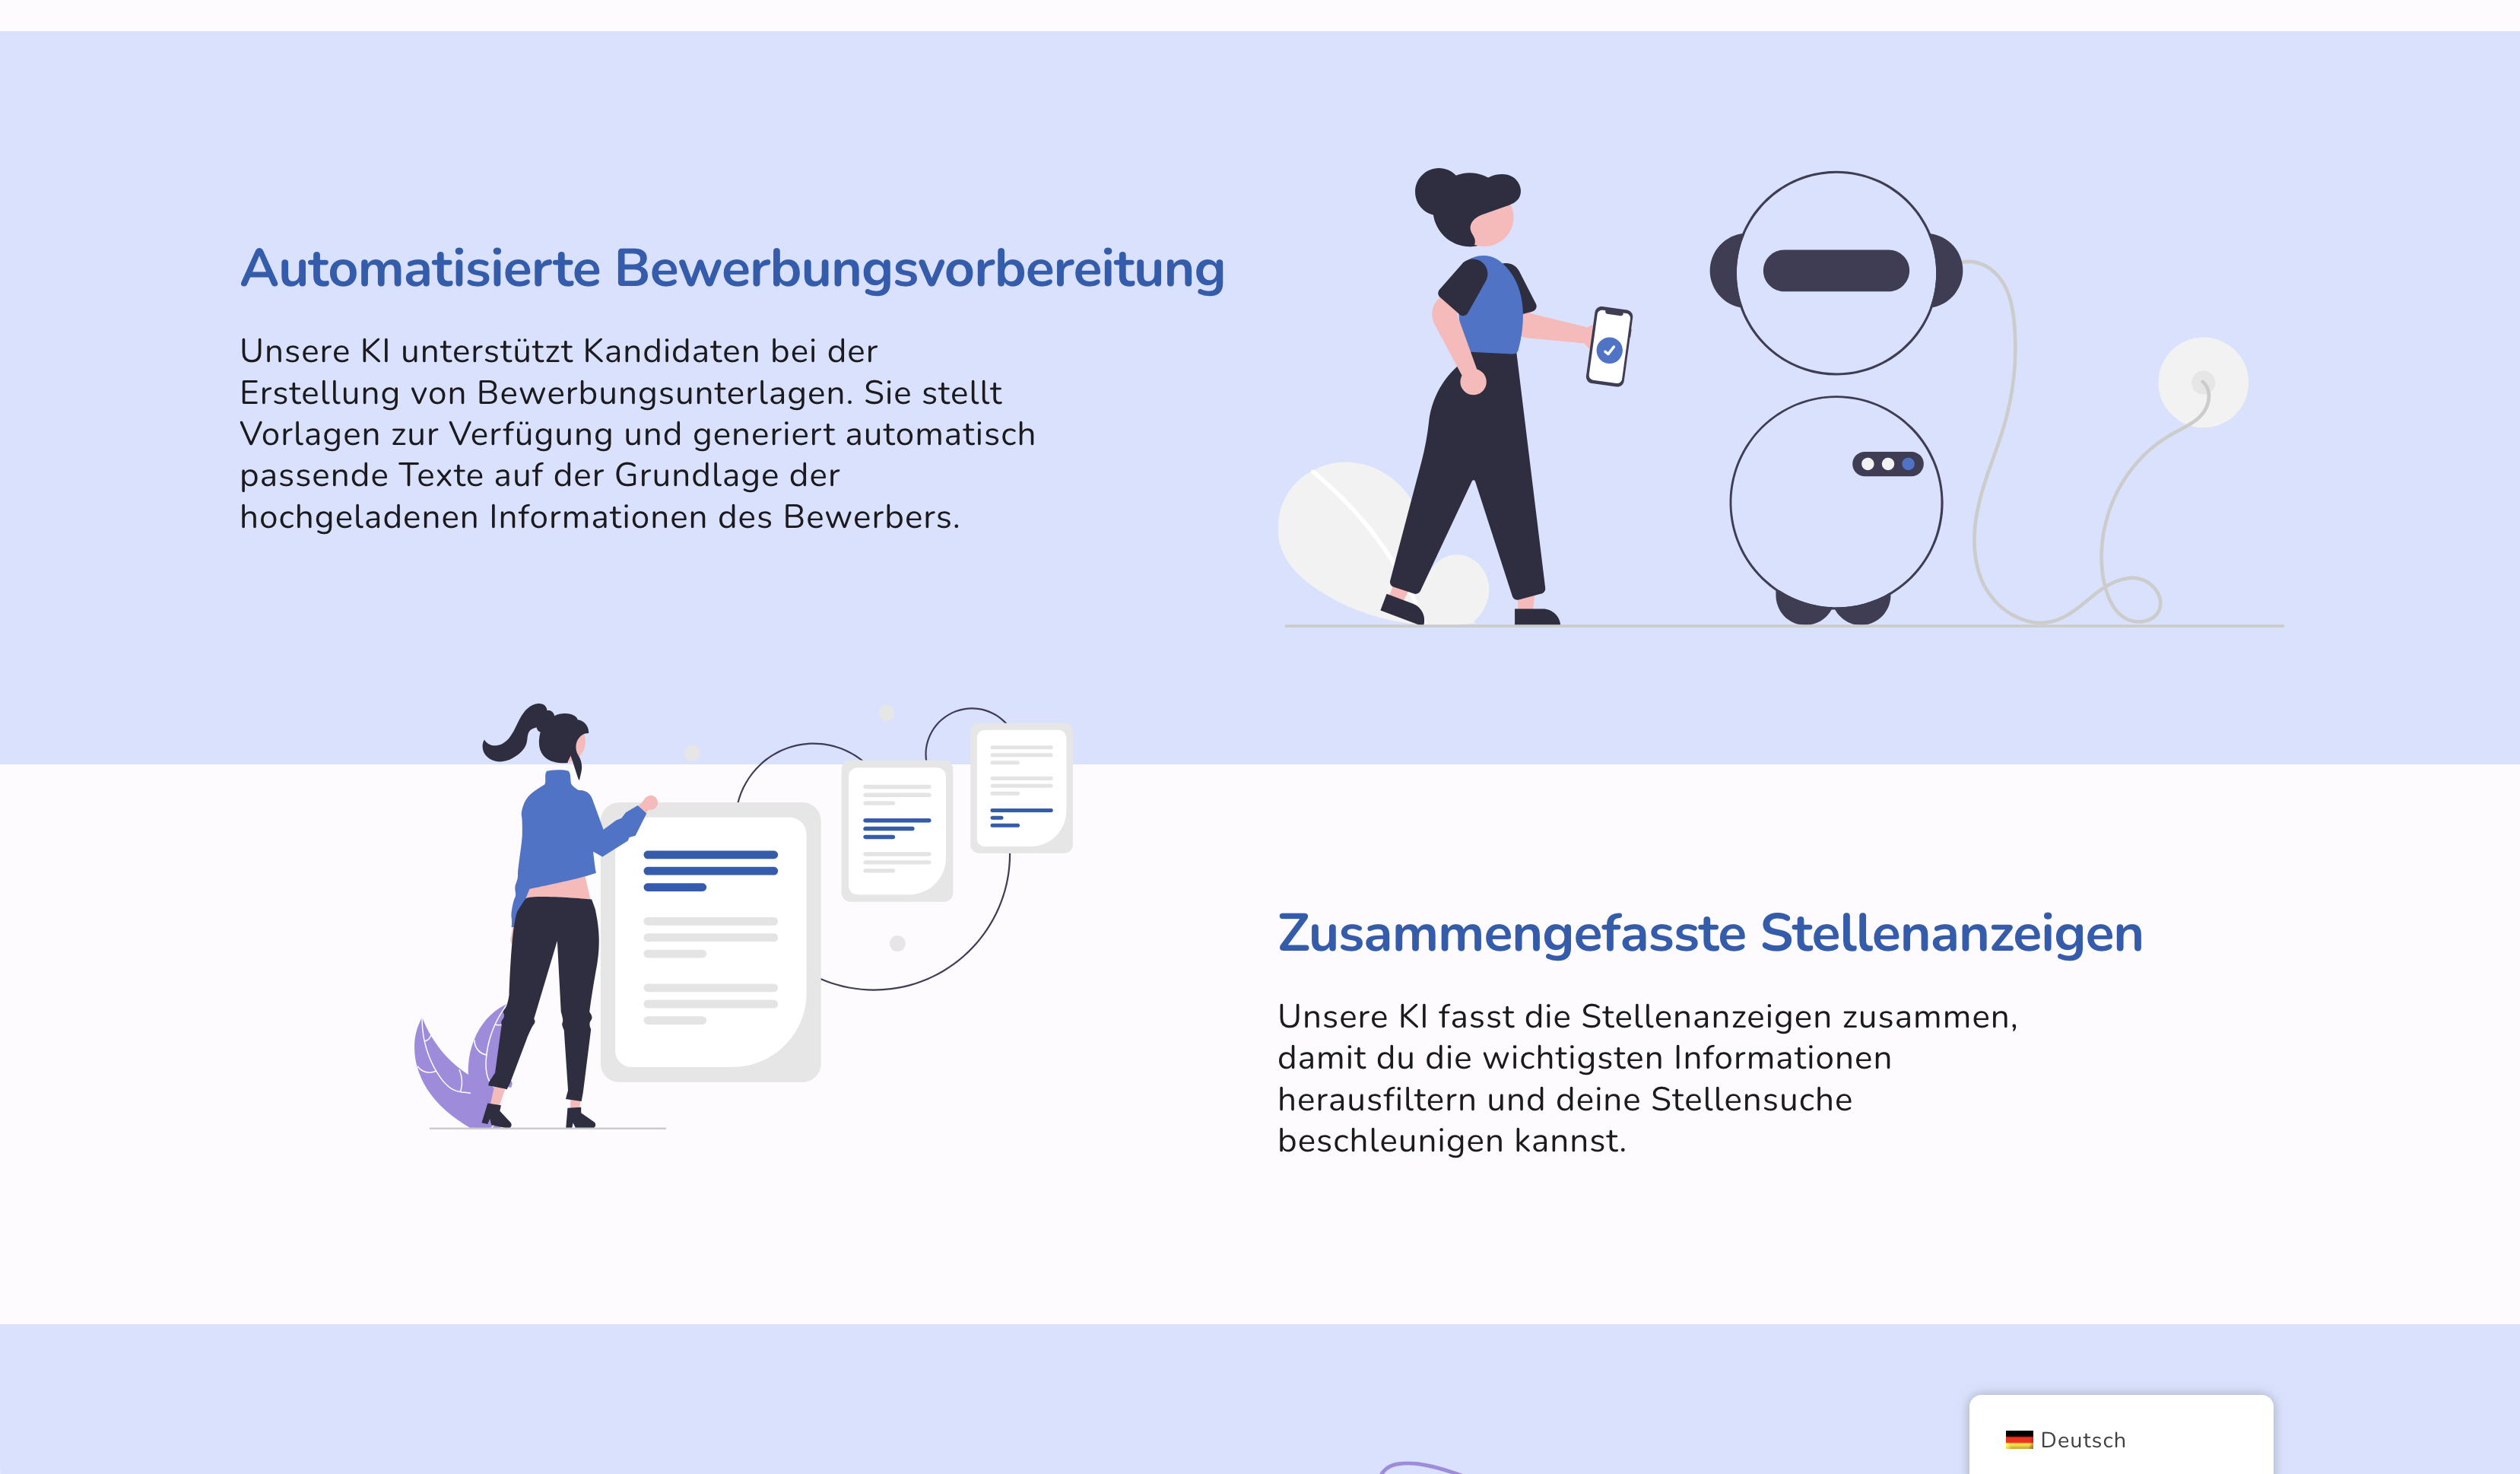 Automatisierte Bewerbungsvorbereitung
Unsere KI unterstützt Kandidaten bei der
Erstellung von Bewerbungsunterlagen. Sie stellt
Vorlagen zur Verfügung und generiert automatisch
passende Texte auf der Grundlage der
hochgeladenen Informationen des Bewerbers.
Zusammengefasste Stellenanzeigen
Unsere KI fasst die Stellenanzeigen zusammen,
damit du die wichtigsten Informationen
herausfiltern und deine Stellensuche
beschleunigen kannst.
Deutsch